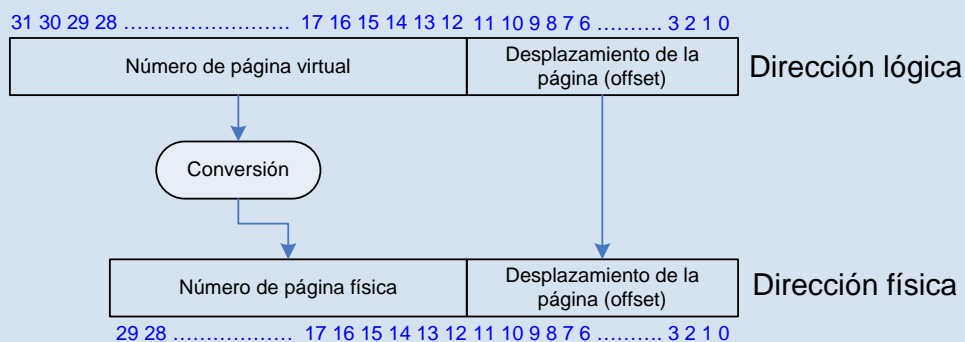 31 30 29 28 ........................... 17 16 15 14 13 12 11 10 9 8 7 6 .......... 3 2 1 0
Número de página virtual
Desplazamiento de la
página (offset)
Dirección lógica
Conversión
Número de página física
Desplazamiento de la
página (offset)
Dirección física
29 28 .................. 17 16 15 14 13 12 11 10 9 8 7 6 .......... 3 2 1 0